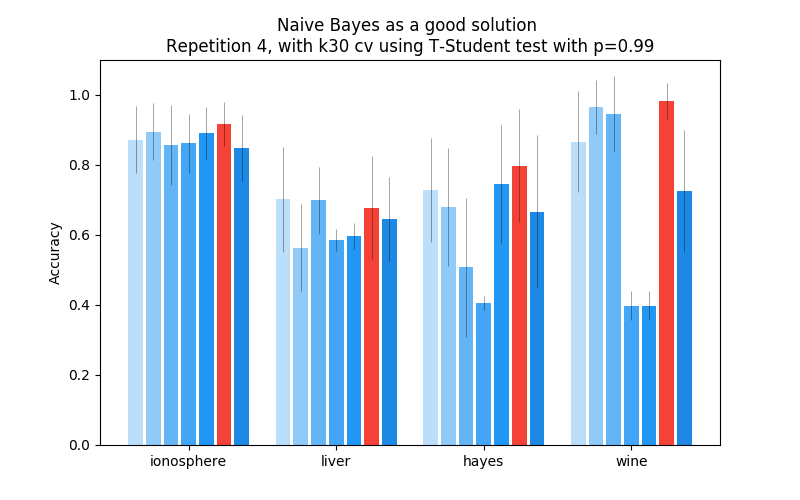 Naive Bayes as a good solution
Repetition 4, with k30 cv using T-Student test with p=0.99
1.0
0.8
0.6
0.4
0.2
0.0
Accuracy
ionosphere
liver
hayes
wine